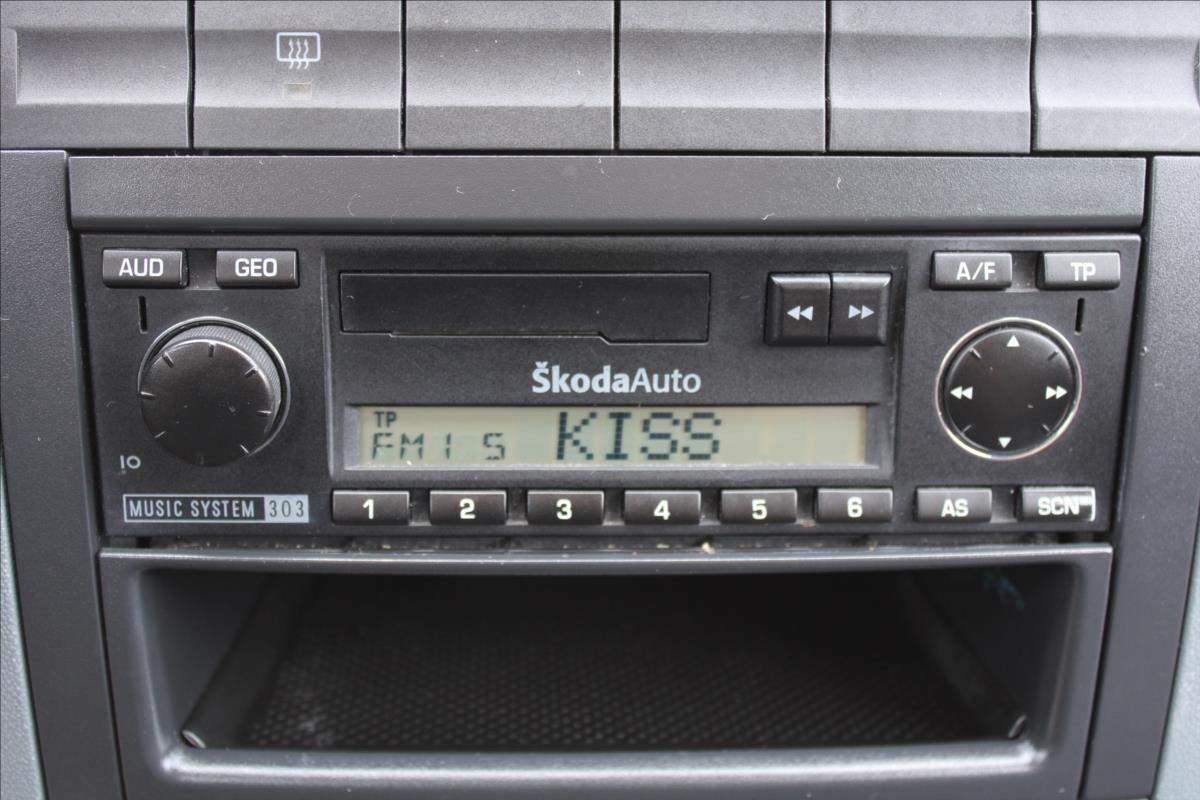 AUD GEO A/F TP
ŠkodaAuto
TP
FM1 5 KISS
IO
MUSIC SYSTEM 303
1 2 3 4 5 6 AS SCN